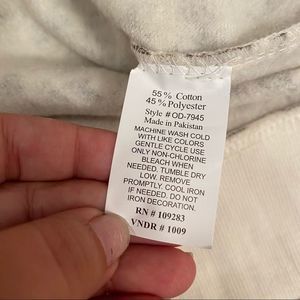 55% Cotton
45% Polyester
Style # OD-7945
Made in Pakistan
MACHINE WASH COLD
WITH LIKE COLORS
GENTLE CYCLE USE
ONLY NON-CHLORINE
BLEACH WHEN
NEEDED. TUMBLE DRY
LOW. REMOVE
PROMPTLY. COOL IRON
IF NEEDED. DO NOT
IRON DECORATION.
RN # 109283
VNDR # 1009